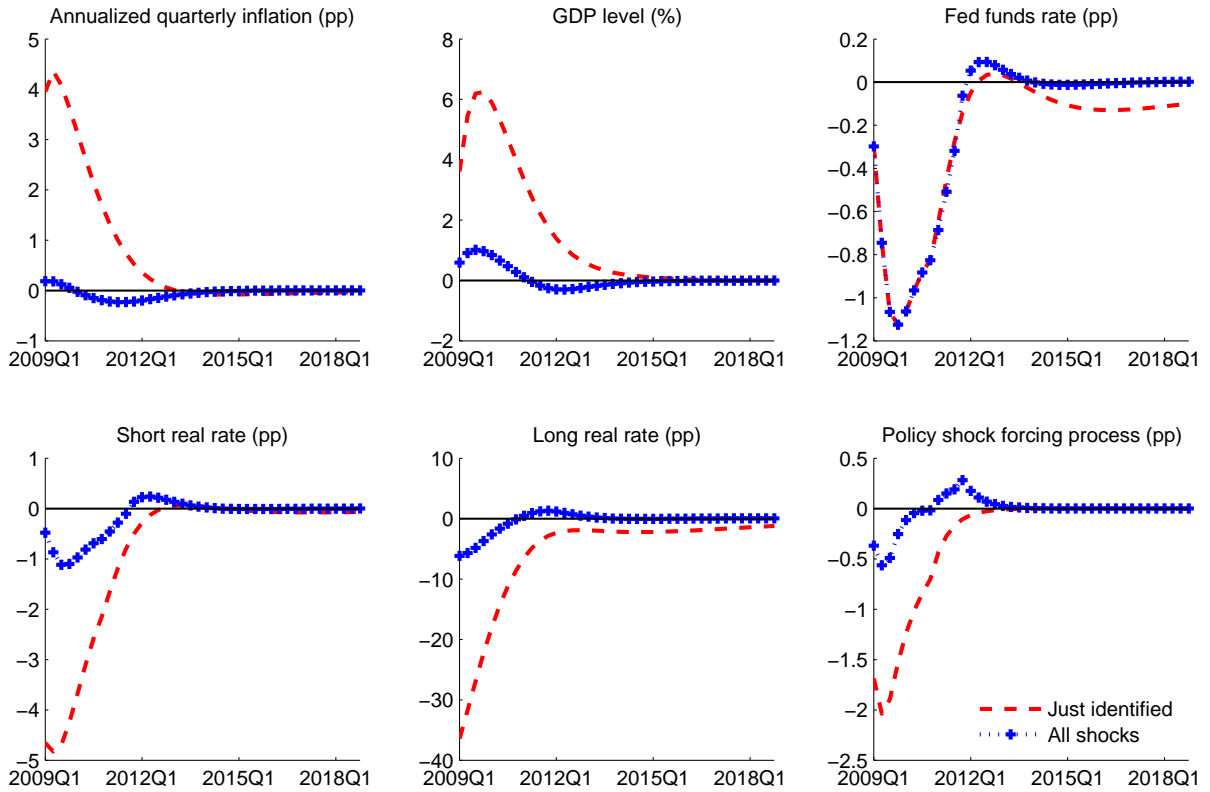 Annualized quarterly inflation (pp)
5
4
3
2
1
0
−1
2009Q1 2012Q1 2015Q1 2018Q1
GDP level (%)
8
6
4
2
0
−2
2009Q1 2012Q1 2015Q1 2018Q1
Fed funds rate (pp)
0.2
0
−0.2
−0.4
−0.6
−0.8
−1
−1.2
2009Q1 2012Q1 2015Q1 2018Q1
Short real rate (pp)
1
0
−1
−2
−3
−4
−5
2009Q1 2012Q1 2015Q1 2018Q1
Long real rate (pp)
10
0
−10
−20
−30
−40
2009Q1 2012Q1 2015Q1 2018Q1
Policy shock forcing process (pp)
0.5
0
−0.5
−1
−1.5
−2
−2.5
2009Q1 2012Q1 2015Q1 2018Q1
Just identified
All shocks